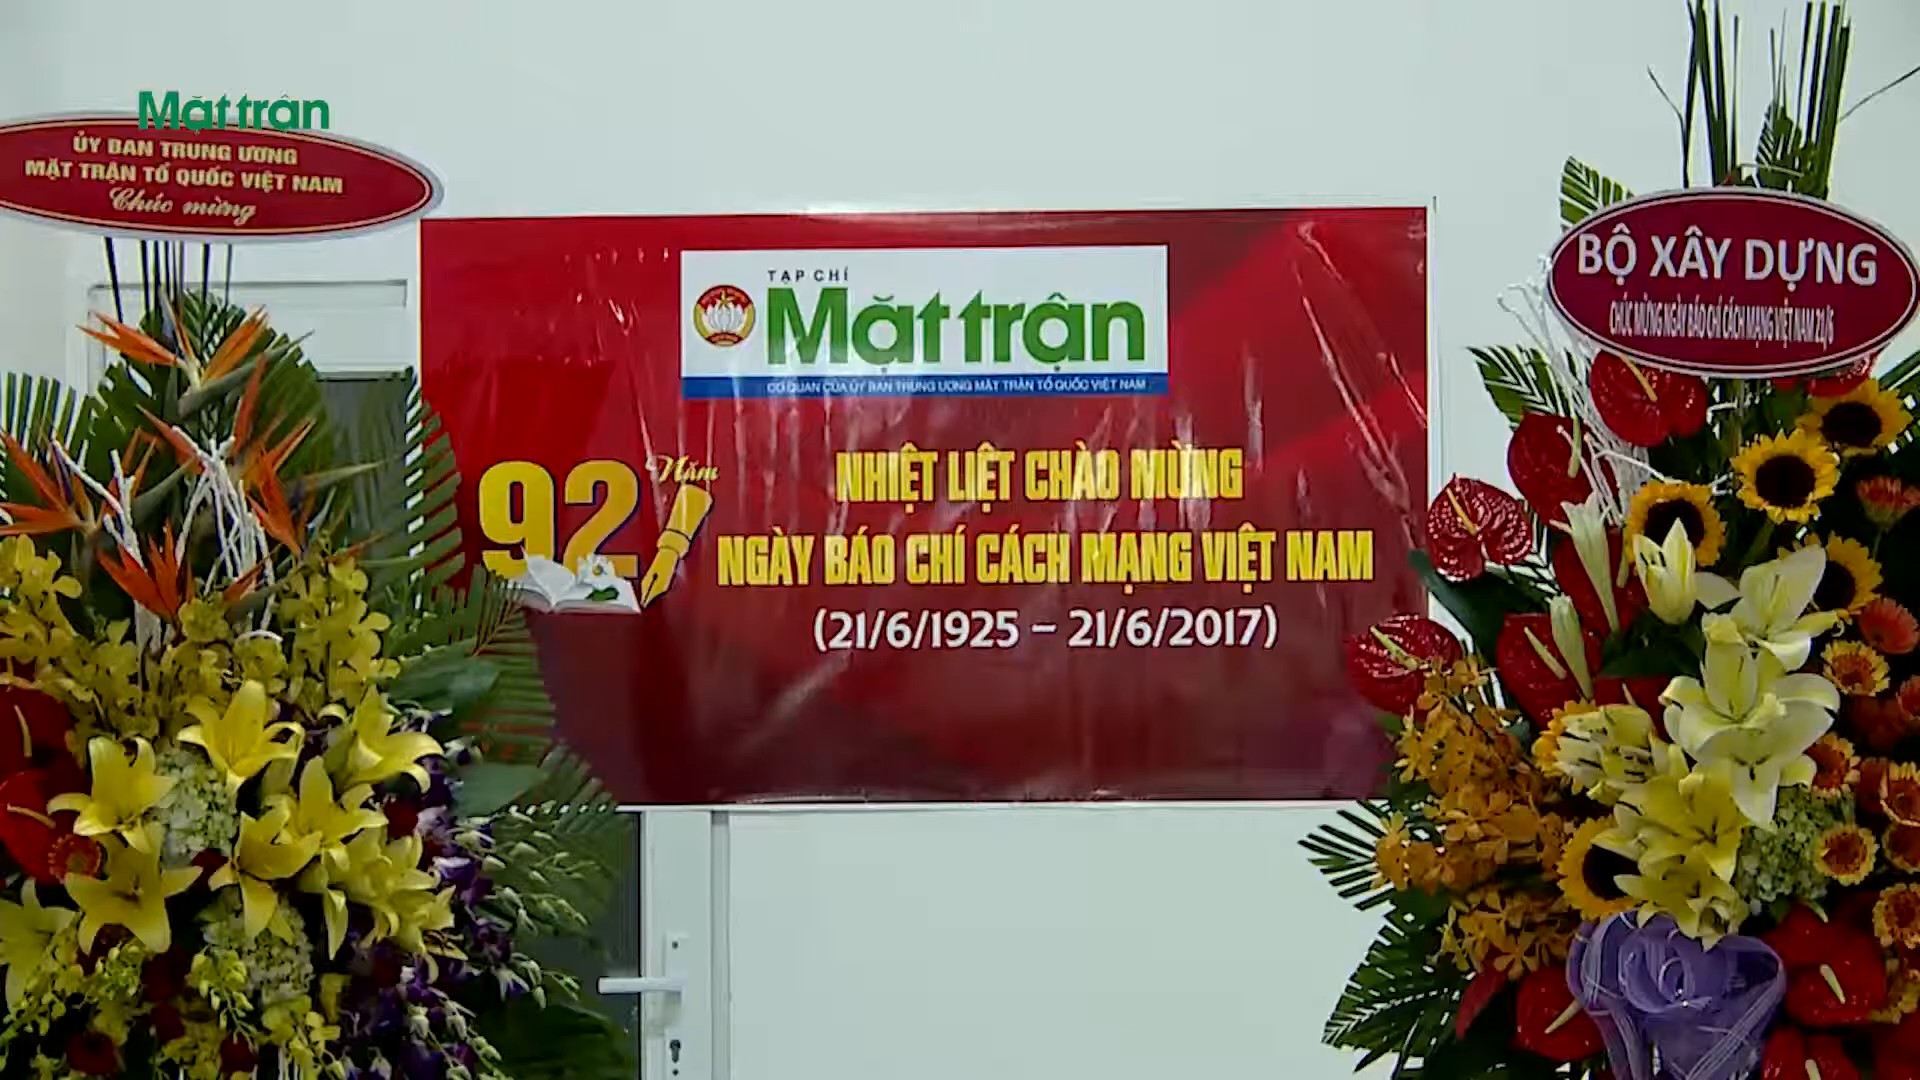 Mặt trận
ỦY BAN TRUNG ƯƠNG
MẶT TRẬN TỔ QUỐC VIỆT NAM
Chúc mừng
TẠP CHÍ
Mặt trận
CƠ QUAN CỦA ỦY BAN TRUNG ƯƠNG MẶT TRẬN TỔ QUỐC VIỆT NAM
92 Năm
NHIỆT LIỆT CHÀO MỪNG
NGÀY BÁO CHÍ CÁCH MẠNG VIỆT NAM
(21/6/1925 – 21/6/2017)
BỘ XÂY DỰNG
CHÚC MỪNG NGÀY BÁO CHÍ CÁCH MẠNG VIỆT NAM 21/6